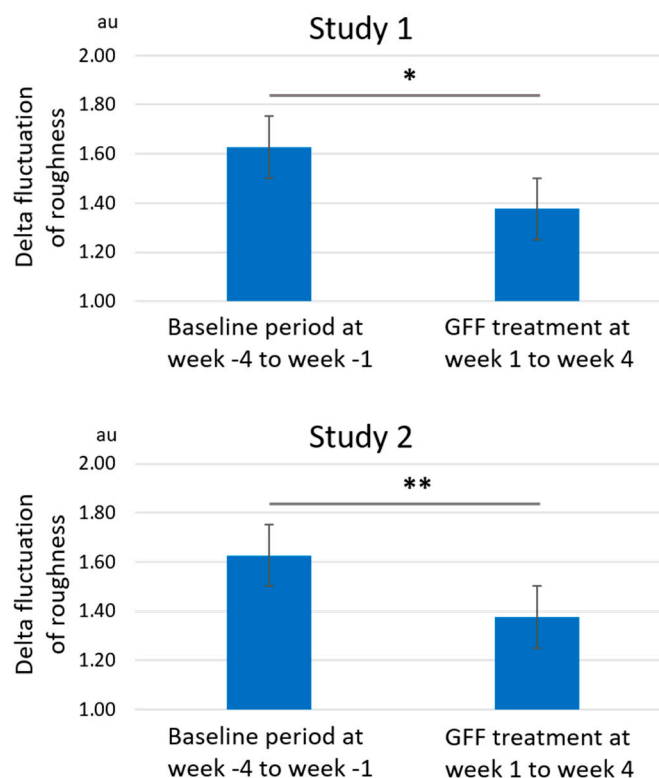 au
Study 1
2.00
*
1.80
1.60
1.40
1.20
1.00
Delta fluctuation
of roughness
Baseline period at
week -4 to week -1
GFF treatment at
week 1 to week 4
au
Study 2
2.00
**
1.80
1.60
1.40
1.20
1.00
Delta fluctuation
of roughness
Baseline period at
week -4 to week -1
GFF treatment at
week 1 to week 4